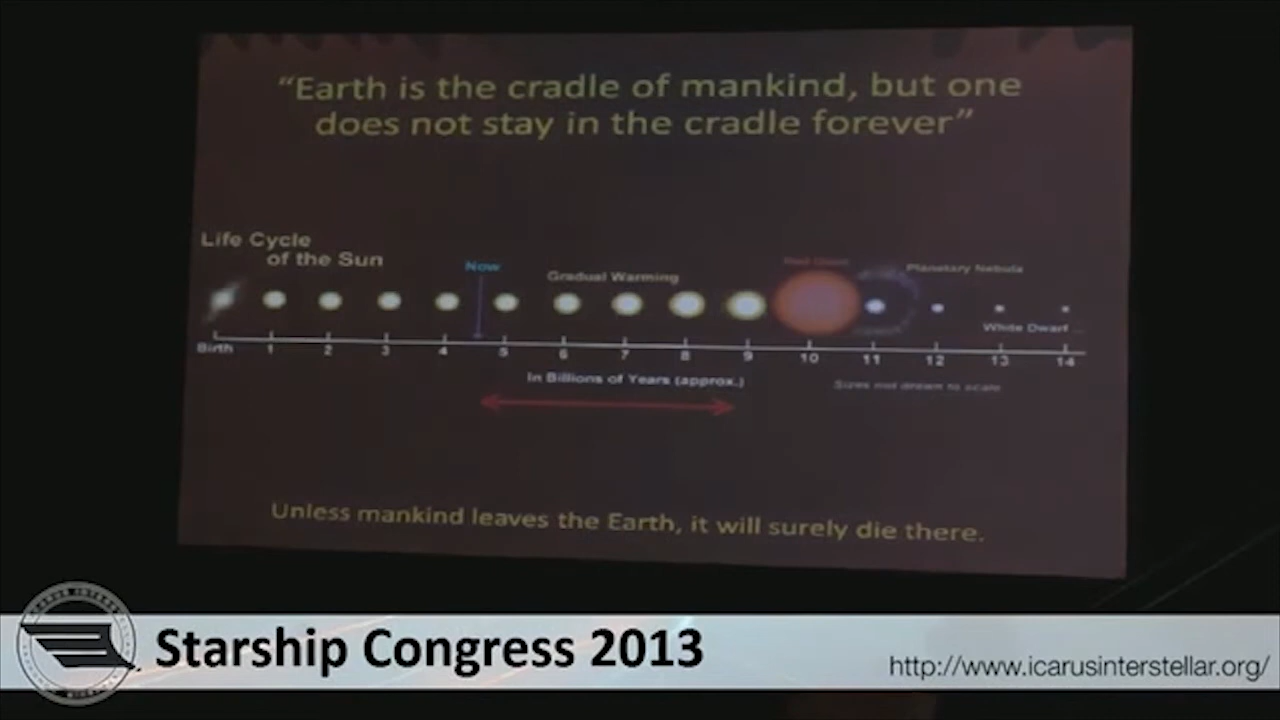 “Earth is the cradle of mankind, but one
does not stay in the cradle forever”
Life Cycle
of the Sun
Now
Gradual Warming
Red Giant
Planetary Nebula
White Dwarf
Birth 1 2 3 4 5 6 7 8 9 10 11 12 13 14
In Billions of Years (approx.)
Sizes not drawn to scale
Unless mankind leaves the Earth, it will surely die there.
Starship Congress 2013
http://www.icarusinterstellar.org/